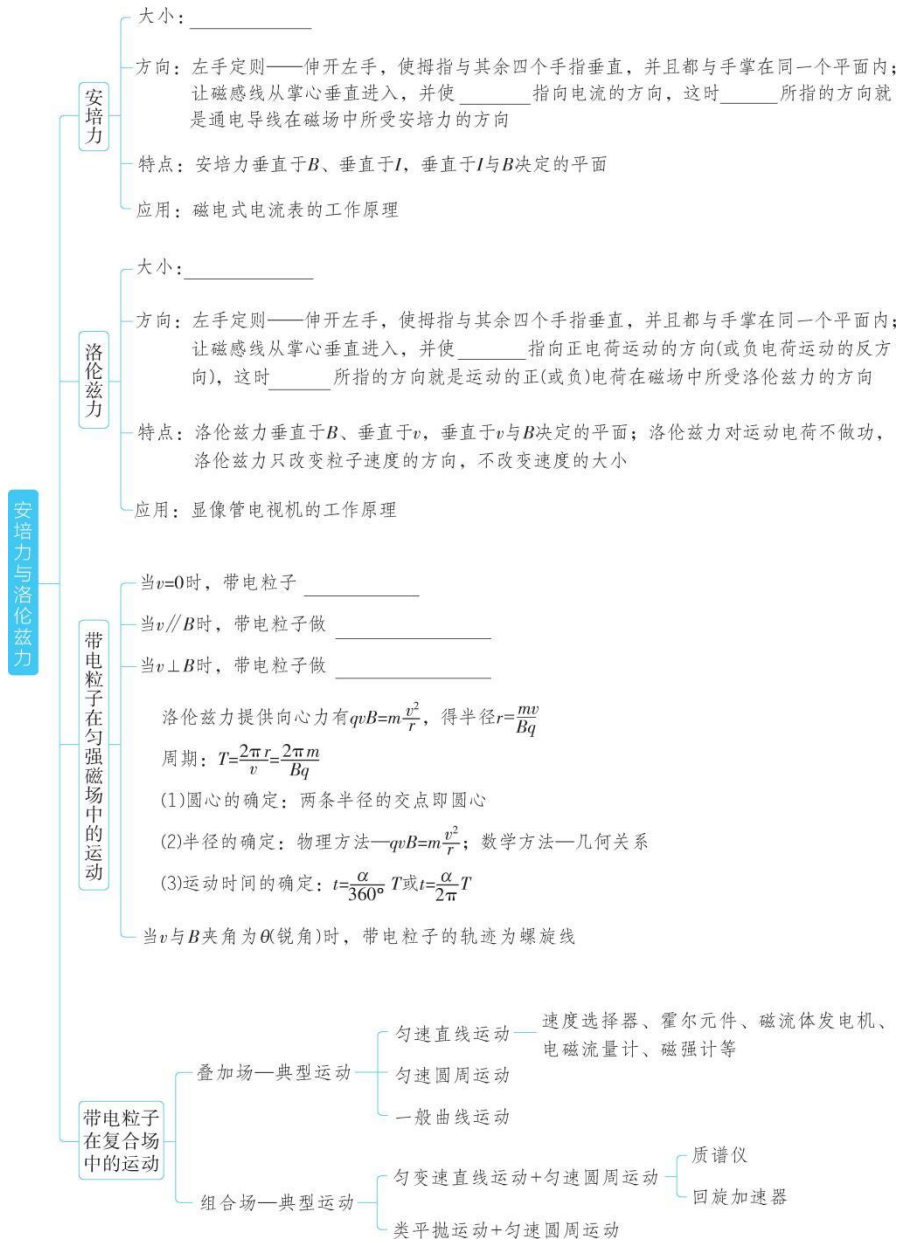 安培力与洛伦兹力
安培力
大小：____________
方向：左手定则——伸开左手，使拇指与其余四个手指垂直，并且都与手掌在同一个平面内；
让磁感线从掌心垂直进入，并使 _______ 指向电流的方向，这时______所指的方向就
是通电导线在磁场中所受安培力的方向
特点：安培力垂直于B、垂直于I，垂直于I与B决定的平面
应用：磁电式电流表的工作原理
洛伦兹力
大小：_____________
方向：左手定则——伸开左手，使拇指与其余四个手指垂直，并且都与手掌在同一个平面内；
让磁感线从掌心垂直进入，并使_______指向正电荷运动的方向(或负电荷运动的反方
向)，这时______所指的方向就是运动的正(或负)电荷在磁场中所受洛伦兹力的方向
特点：洛伦兹力垂直于B、垂直于v，垂直于v与B决定的平面；洛伦兹力对运动电荷不做功，
洛伦兹力只改变粒子速度的方向，不改变速度的大小
应用：显像管电视机的工作原理
带电粒子在匀强磁场中的运动
当v=0时，带电粒子 ____________
当v∥B时，带电粒子做 ________________
当v⊥B时，带电粒子做 ________________
洛伦兹力提供向心力有qvB=m\frac{v^2}{r}，得半径r=\frac{mv}{Bq}
周期：T=\frac{2πr}{v}=\frac{2πm}{Bq}
(1)圆心的确定：两条半径的交点即圆心
(2)半径的确定：物理方法—qvB=m\frac{v^2}{r}；数学方法—几何关系
(3)运动时间的确定：t=\frac{α}{360°}T或t=\frac{α}{2π}T
当v与B夹角为θ(锐角)时，带电粒子的轨迹为螺旋线
带电粒子
在复合场
中的运动
叠加场—典型运动
匀速直线运动
速度选择器、霍尔元件、磁流体发电机、
电磁流量计、磁强计等
匀速圆周运动
一般曲线运动
组合场—典型运动
匀变速直线运动+匀速圆周运动
质谱仪
回旋加速器
类平抛运动+匀速圆周运动